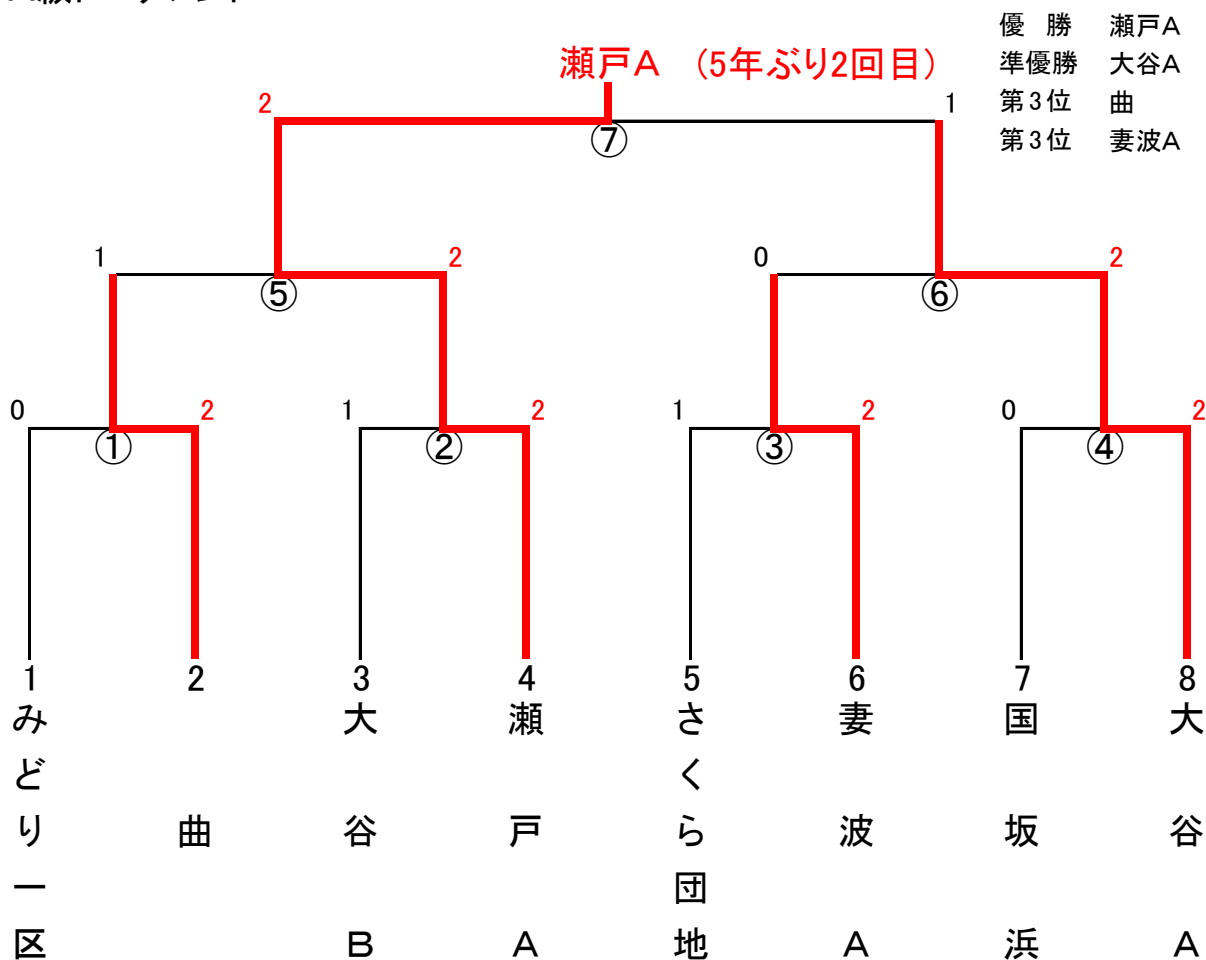 優　勝　瀬戸A
瀬戸A　（5年ぶり2回目）
準優勝　大谷A
第3位　曲
第3位　妻波A
2
1
⑦
1
2
0
2
⑤
⑥
0
2
1
2
1
2
0
2
①
②
③
④
1
2
3
4
5
6
7
8
みどり一区
曲
大谷B
瀬戸A
さくら団地
妻波A
国坂浜
大谷A